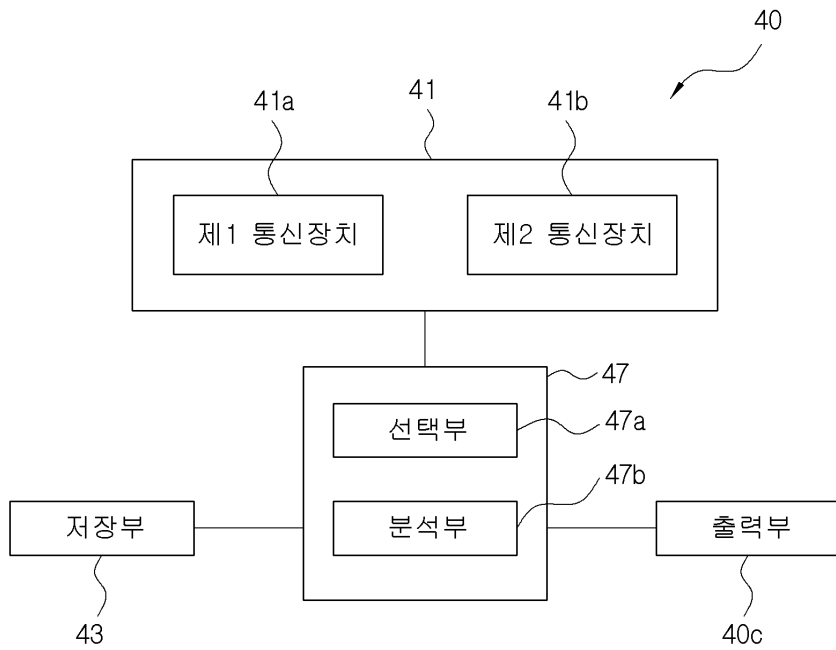 40
41
41a
41b
제1 통신장치
제2 통신장치
47
선택부
47a
47b
저장부
분석부
출력부
43
40c